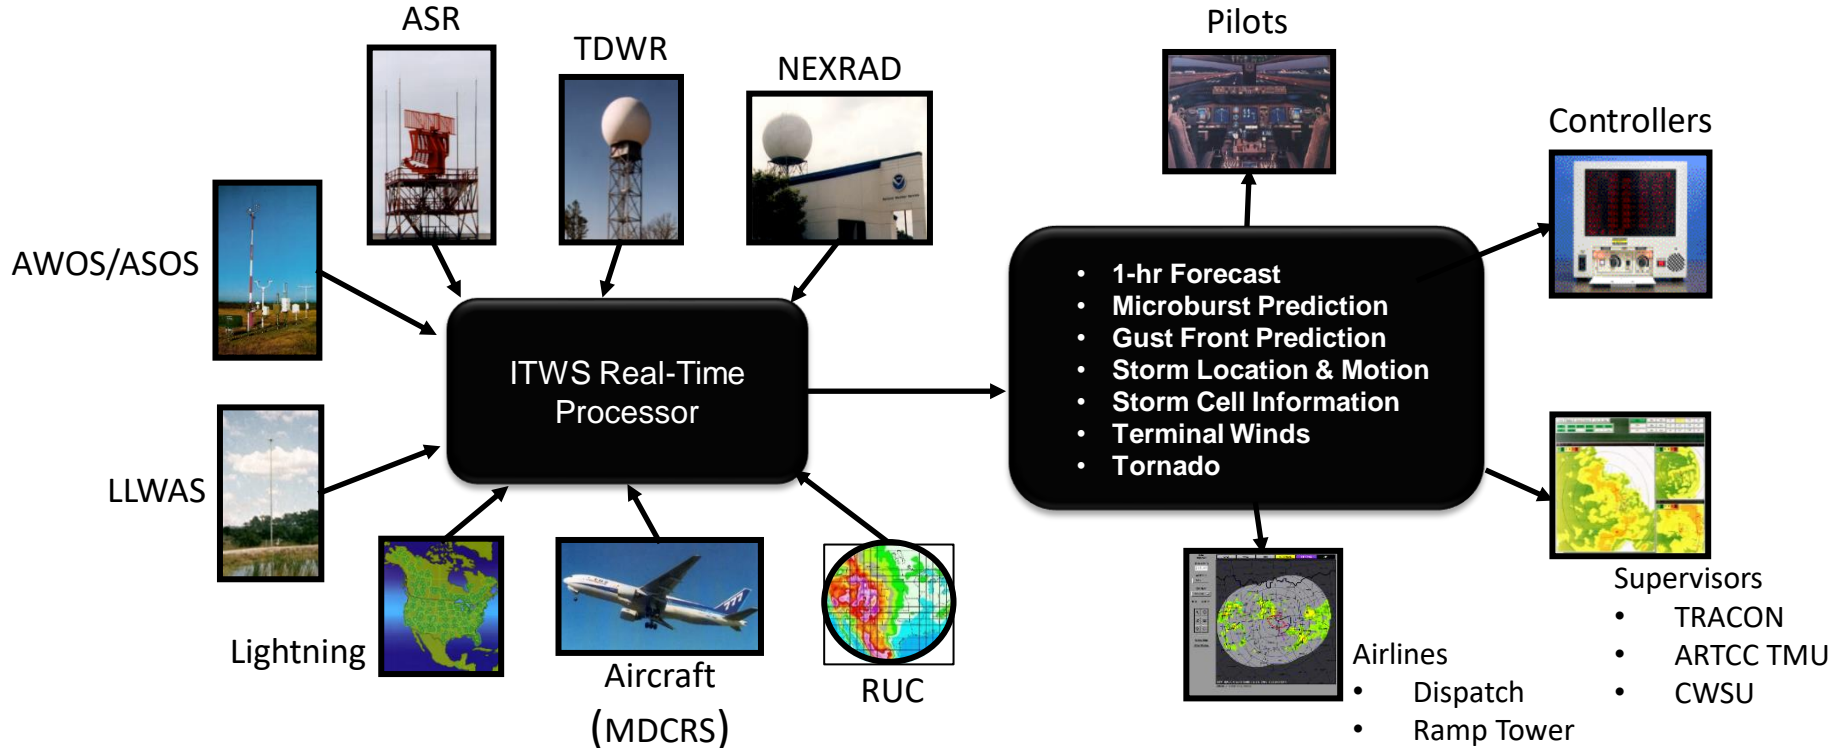 ASR
TDWR
NEXRAD
Pilots
Controllers
AWOS/ASOS
LLWAS
ITWS Real-Time
Processor
• 1-hr Forecast
• Microburst Prediction
• Gust Front Prediction
• Storm Location & Motion
• Storm Cell Information
• Terminal Winds
• Tornado
Lightning
Aircraft
(MDCRS)
RUC
Airlines
• Dispatch
• Ramp Tower
Supervisors
• TRACON
• ARTCC TMU
• CWSU
777